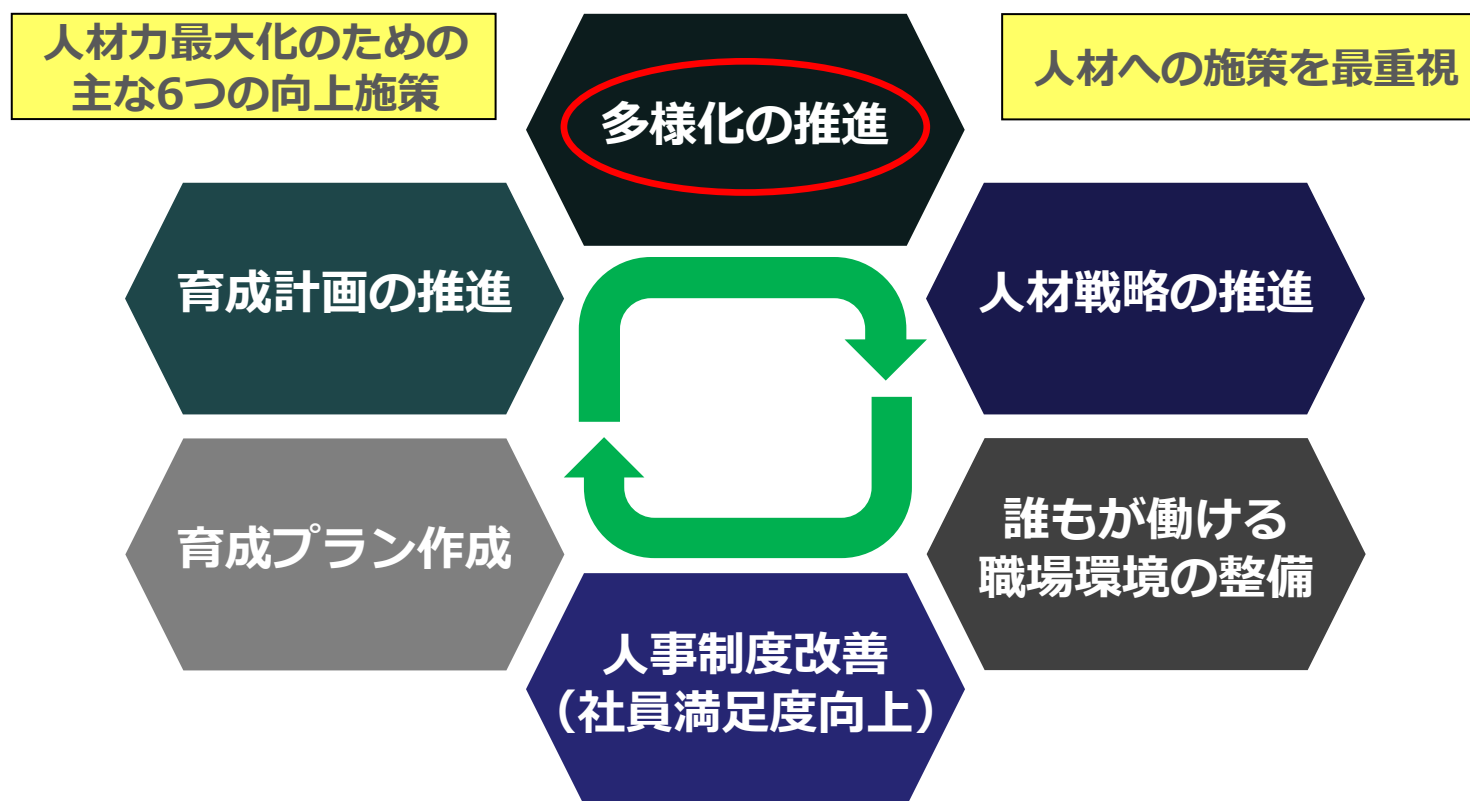 人材力最大化のための
主な6つの向上施策
人材への施策を最重視
多様化の推進
育成計画の推進
人材戦略の推進
育成プラン作成
誰もが働ける
職場環境の整備
人事制度改善
（社員満足度向上）